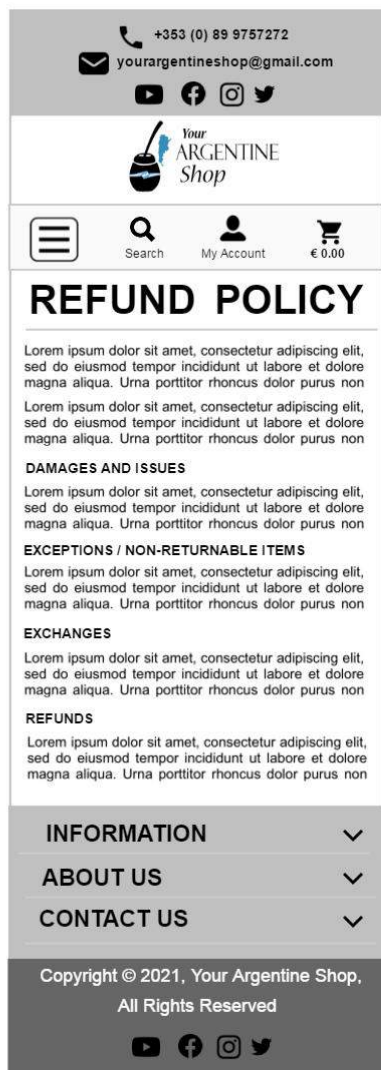 +353 (0) 89 9757272
yourargentineshop@gmail.com
Your
ARGENTINE
Shop
Search
My Account
€ 0.00
REFUND POLICY
Lorem ipsum dolor sit amet, consectetur adipiscing elit,
sed do eiusmod tempor incididunt ut labore et dolore
magna aliqua. Urna porttitor rhoncus dolor purus non
Lorem ipsum dolor sit amet, consectetur adipiscing elit,
sed do eiusmod tempor incididunt ut labore et dolore
magna aliqua. Urna porttitor rhoncus dolor purus non
DAMAGES AND ISSUES
Lorem ipsum dolor sit amet, consectetur adipiscing elit,
sed do eiusmod tempor incididunt ut labore et dolore
magna aliqua. Urna porttitor rhoncus dolor purus non
EXCEPTIONS / NON-RETURNABLE ITEMS
Lorem ipsum dolor sit amet, consectetur adipiscing elit,
sed do eiusmod tempor incididunt ut labore et dolore
magna aliqua. Urna porttitor rhoncus dolor purus non
EXCHANGES
Lorem ipsum dolor sit amet, consectetur adipiscing elit,
sed do eiusmod tempor incididunt ut labore et dolore
magna aliqua. Urna porttitor rhoncus dolor purus non
REFUNDS
Lorem ipsum dolor sit amet, consectetur adipiscing elit,
sed do eiusmod tempor incididunt ut labore et dolore
magna aliqua. Urna porttitor rhoncus dolor purus non
INFORMATION
ABOUT US
CONTACT US
Copyright © 2021, Your Argentine Shop,
All Rights Reserved